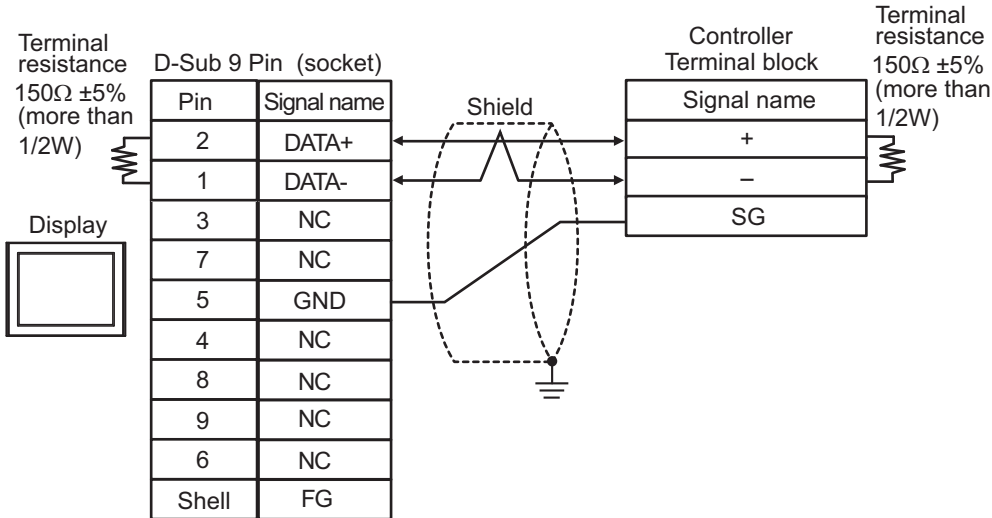 Terminal
resistance
150Ω ±5%
(more than
1/2W)
D-Sub 9 Pin (socket)
Pin Signal name
2 DATA+
1 DATA-
3 NC
7 NC
5 GND
4 NC
8 NC
9 NC
6 NC
Shell FG
Display
Shield
Controller
Terminal block
Signal name
+
–
SG
Terminal
resistance
150Ω ±5%
(more than
1/2W)